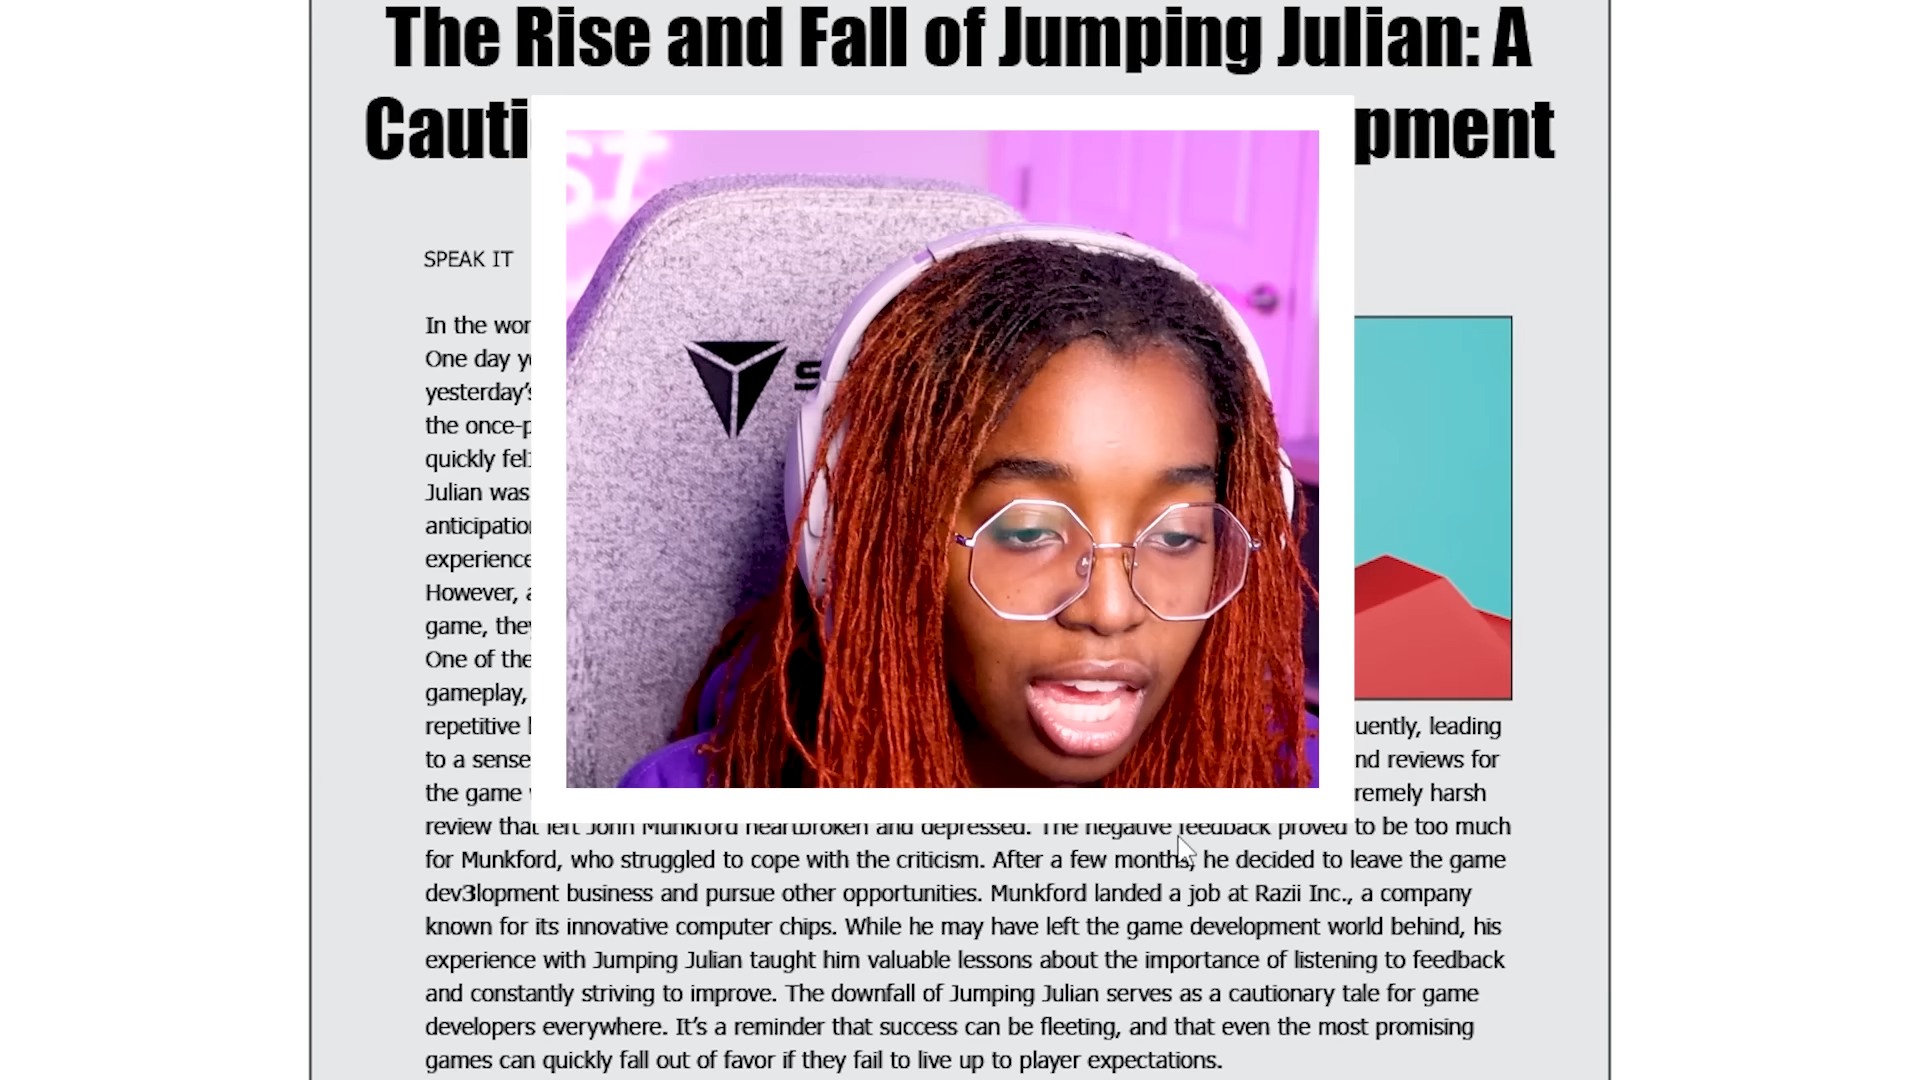 The Rise and Fall of Jumping Julian: A
Cauti pment
SPEAK IT
ST
S
In the wor
One day y
yesterday's
the once-p
quickly fel
Julian was
anticipatio
experience
However, a
game, they
One of the
gameplay,
repetitive uently, leading
to a sense nd reviews for
the game remely harsh
review that left John Munkford heartbroken and depressed. The negative feedback proved to be too much
for Munkford, who struggled to cope with the criticism. After a few months, he decided to leave the game
dev3lopment business and pursue other opportunities. Munkford landed a job at Razii Inc., a company
known for its innovative computer chips. While he may have left the game development world behind, his
experience with Jumping Julian taught him valuable lessons about the importance of listening to feedback
and constantly striving to improve. The downfall of Jumping Julian serves as a cautionary tale for game
developers everywhere. It's a reminder that success can be fleeting, and that even the most promising
games can quickly fall out of favor if they fail to live up to player expectations.